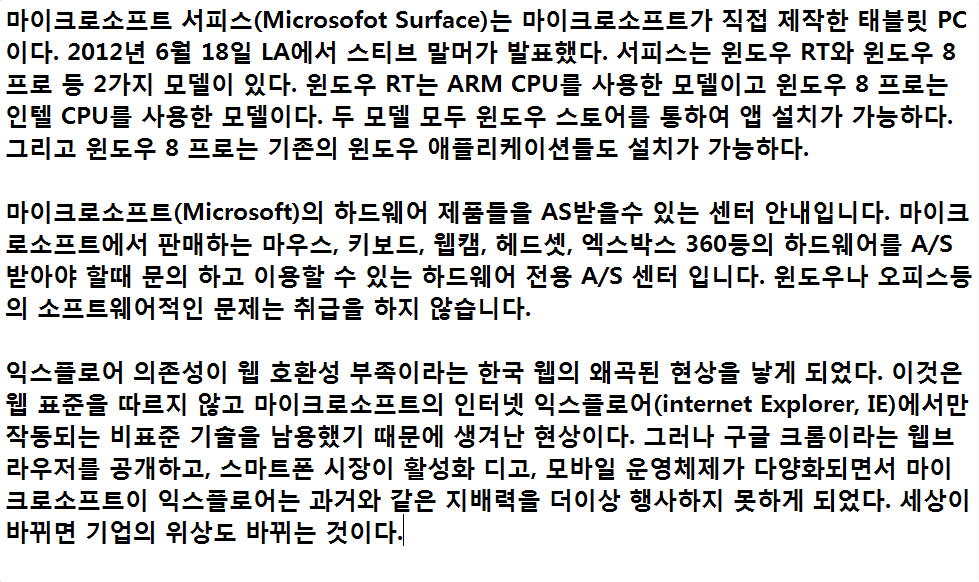 마이크로소프트 서피스(Microsofot Surface)는 마이크로소프트가 직접 제작한 태블릿 PC
이다. 2012년 6월 18일 LA에서 스티브 말머가 발표했다. 서피스는 윈도우 RT와 윈도우 8
프로 등 2가지 모델이 있다. 윈도우 RT는 ARM CPU를 사용한 모델이고 윈도우 8 프로는
인텔 CPU를 사용한 모델이다. 두 모델 모두 윈도우 스토어를 통하여 앱 설치가 가능하다.
그리고 윈도우 8 프로는 기존의 윈도우 애플리케이션들도 설치가 가능하다.
마이크로소프트(Microsoft)의 하드웨어 제품들을 AS받을수 있는 센터 안내입니다. 마이크
로소프트에서 판매하는 마우스, 키보드, 웹캠, 헤드셋, 엑스박스 360등의 하드웨어를 A/S
받아야 할때 문의 하고 이용할 수 있는 하드웨어 전용 A/S 센터 입니다. 윈도우나 오피스등
의 소프트웨어적인 문제는 취급을 하지 않습니다.
익스플로어 의존성이 웹 호환성 부족이라는 한국 웹의 왜곡된 현상을 낳게 되었다. 이것은
웹 표준을 따르지 않고 마이크로소프트의 인터넷 익스플로어(internet Explorer, IE)에서만
작동되는 비표준 기술을 남용했기 때문에 생겨난 현상이다. 그러나 구글 크롬이라는 웹브
라우저를 공개하고, 스마트폰 시장이 활성화 디고, 모바일 운영체제가 다양화되면서 마이
크로소프트이 익스플로어는 과거와 같은 지배력을 더이상 행사하지 못하게 되었다. 세상이
바뀌면 기업의 위상도 바뀌는 것이다.